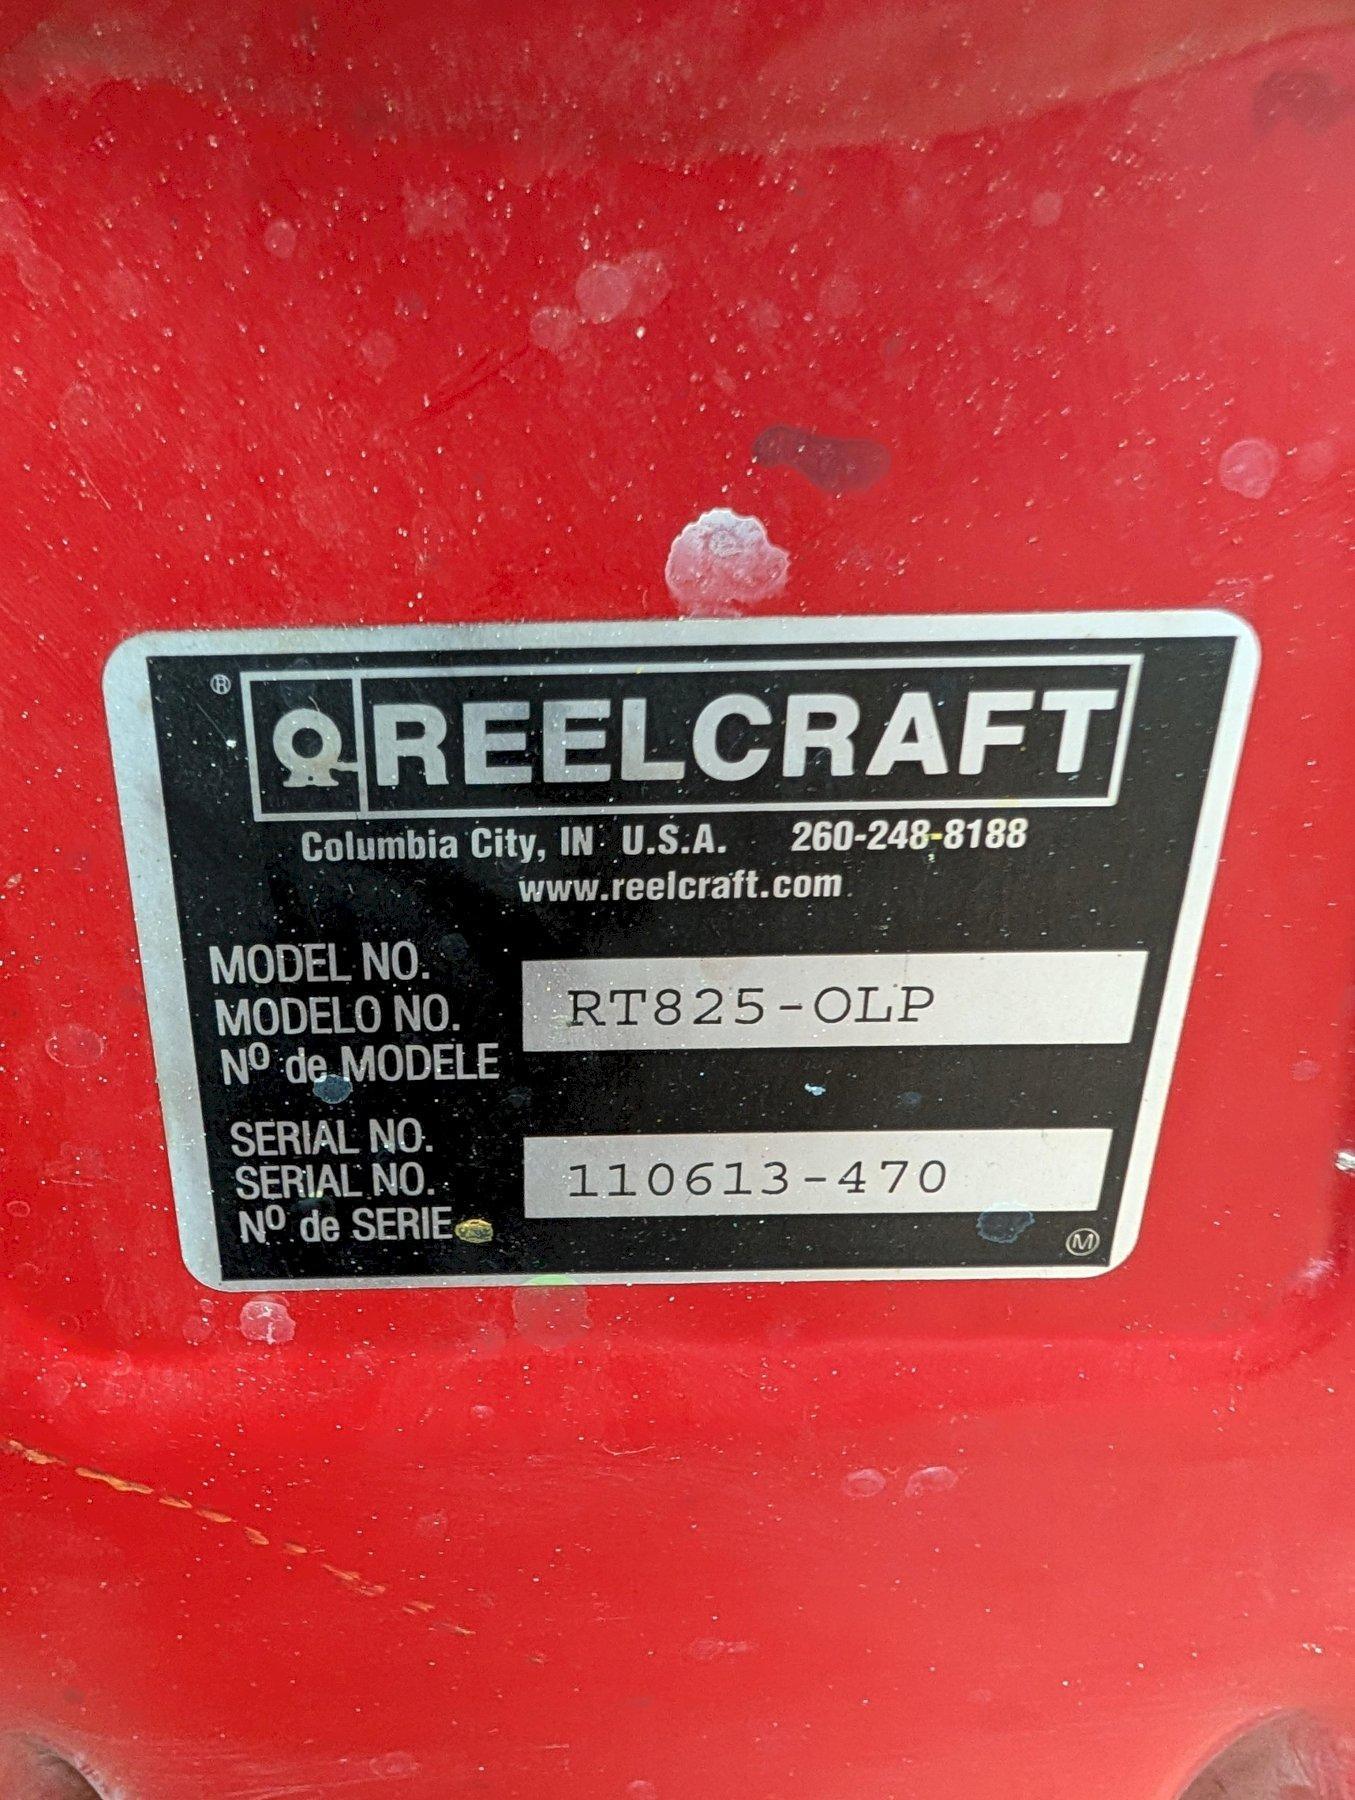 ®
REELCRAFT
Columbia City, IN U.S.A. 260-248-8188
www.reelcraft.com
MODEL NO.
MODELO NO.
Nº de MODELE
RT825-OLP
SERIAL NO.
SERIAL NO.
Nº de SERIE
110613-470
M